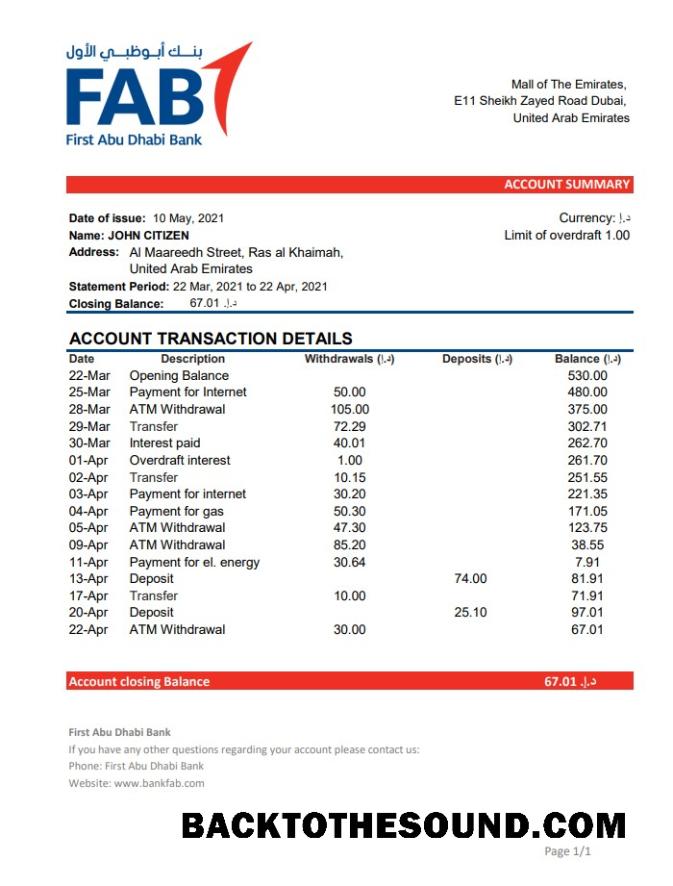 بنك أبوظبي الأول
FAB
First Abu Dhabi Bank
Mall of The Emirates,
E11 Sheikh Zayed Road Dubai,
United Arab Emirates
ACCOUNT SUMMARY
Date of issue: 10 May, 2021
Currency: د.إ
Name: JOHN CITIZEN
Limit of overdraft 1.00
Address: Al Maareedh Street, Ras al Khaimah,
United Arab Emirates
Statement Period: 22 Mar, 2021 to 22 Apr, 2021
Closing Balance: 67.01 د.إ.
ACCOUNT TRANSACTION DETAILS
Date Description Withdrawals (د.إ) Deposits (د.إ) Balance (د.إ)
22-Mar Opening Balance 530.00
25-Mar Payment for Internet 50.00 480.00
28-Mar ATM Withdrawal 105.00 375.00
29-Mar Transfer 72.29 302.71
30-Mar Interest paid 40.01 262.70
01-Apr Overdraft interest 1.00 261.70
02-Apr Transfer 10.15 251.55
03-Apr Payment for internet 30.20 221.35
04-Apr Payment for gas 50.30 171.05
05-Apr ATM Withdrawal 47.30 123.75
09-Apr ATM Withdrawal 85.20 38.55
11-Apr Payment for el. energy 30.64 7.91
13-Apr Deposit 74.00 81.91
17-Apr Transfer 10.00 71.91
20-Apr Deposit 25.10 97.01
22-Apr ATM Withdrawal 30.00 67.01
Account closing Balance 67.01 د.إ.
First Abu Dhabi Bank
If you have any other questions regarding your account please contact us:
Phone: First Abu Dhabi Bank
Website: www.bankfab.com
BACKTOTHESOUND.COM
Page 1/1